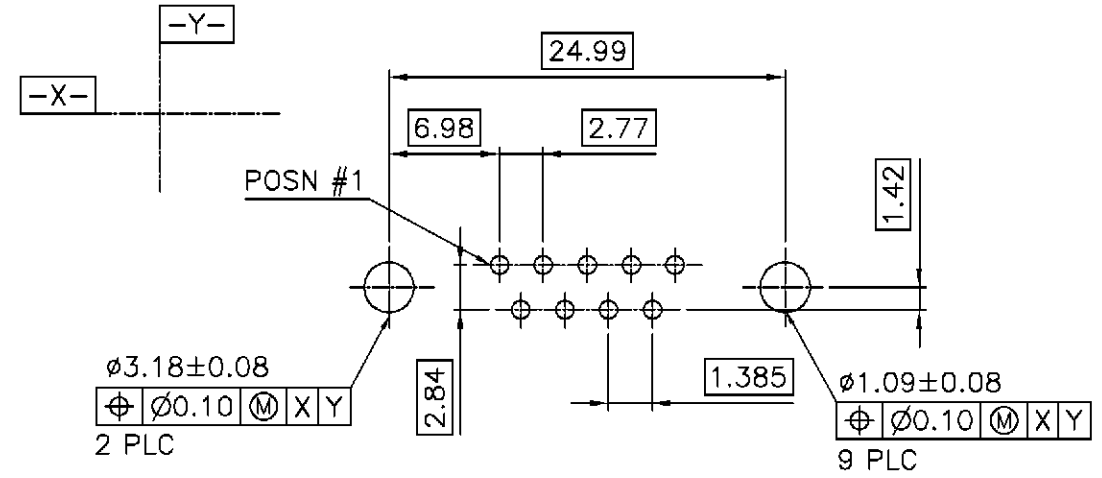 -Y-
24.99
-X-
6.98
2.77
POSN #1
1.42
2.84
1.385
ø3.18±0.08
⌖ Ø0.10 Ⓜ X Y
2 PLC
ø1.09±0.08
⌖ Ø0.10 Ⓜ X Y
9 PLC